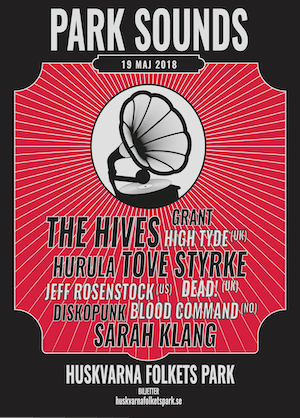 PARK SOUNDS
19 MAJ 2018
GRANT
THE HIVES HIGH TYDE (UK)
HURULA TOVE STYRKE
JEFF ROSENSTOCK (US) DEAD! (UK)
DISKOPUNK BLOOD COMMAND (NO)
SARAH KLANG
HUSKVARNA FOLKETS PARK
BILJETTER
huskvarnafolketspark.se